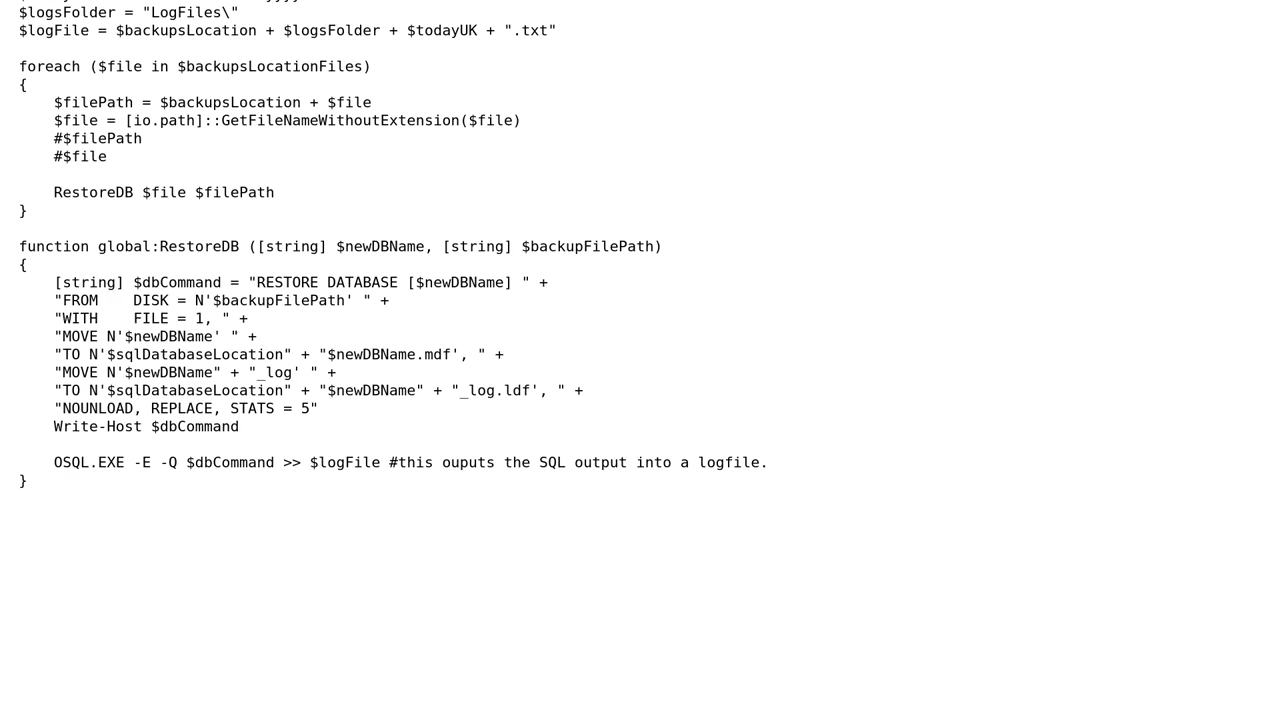 $logsFolder = "LogFiles\"
$logFile = $backupsLocation + $logsFolder + $todayUK + ".txt"

foreach ($file in $backupsLocationFiles)
{
    $filePath = $backupsLocation + $file
    $file = [io.path]::GetFileNameWithoutExtension($file)
    #$filePath
    #$file

    RestoreDB $file $filePath
}

function global:RestoreDB ([string] $newDBName, [string] $backupFilePath)
{
    [string] $dbCommand = "RESTORE DATABASE [$newDBName] " +
    "FROM    DISK = N'$backupFilePath' " +
    "WITH    FILE = 1, " +
    "MOVE N'$newDBName' " +
    "TO N'$sqlDatabaseLocation" + "$newDBName.mdf', " +
    "MOVE N'$newDBName" + "_log' " +
    "TO N'$sqlDatabaseLocation" + "$newDBName" + "_log.ldf', " +
    "NOUNLOAD, REPLACE, STATS = 5"
    Write-Host $dbCommand

    OSQL.EXE -E -Q $dbCommand >> $logFile #this ouputs the SQL output into a logfile.
}